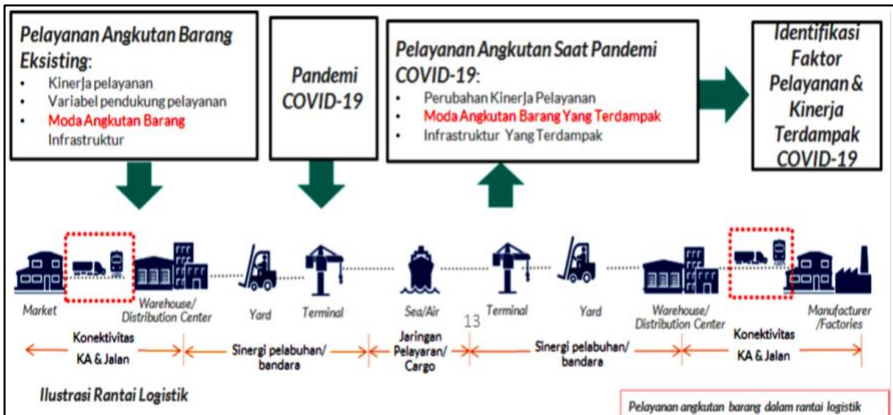 Pelayanan Angkutan Barang
Eksisting:
• Kinerja pelayanan
• Variabel pendukung pelayanan
• Moda Angkutan Barang
Infrastruktur
Pandemi
COVID-19
Pelayanan Angkutan Saat Pandemi
COVID-19:
• Perubahan Kinerja Pelayanan
• Moda Angkutan Barang Yang Terdampak
• Infrastruktur Yang Terdampak
Identifikasi
Faktor
Pelayanan &
Kinerja
Terdampak
COVID-19
Market
Warehouse/
Distribution Center
Yard
Terminal
Sea/Air
13
Terminal
Yard
Warehouse/
Distribution Center
Manufacturer
/Factories
Konektivitas
KA & Jalan
Sinergi pelabuhan/
bandara
Jaringan
Pelayaran/
Cargo
Sinergi pelabuhan/
bandara
Konektivitas
KA & Jalan
Ilustrasi Rantai Logistik
Pelayanan angkutan barang dalam rantai logistik